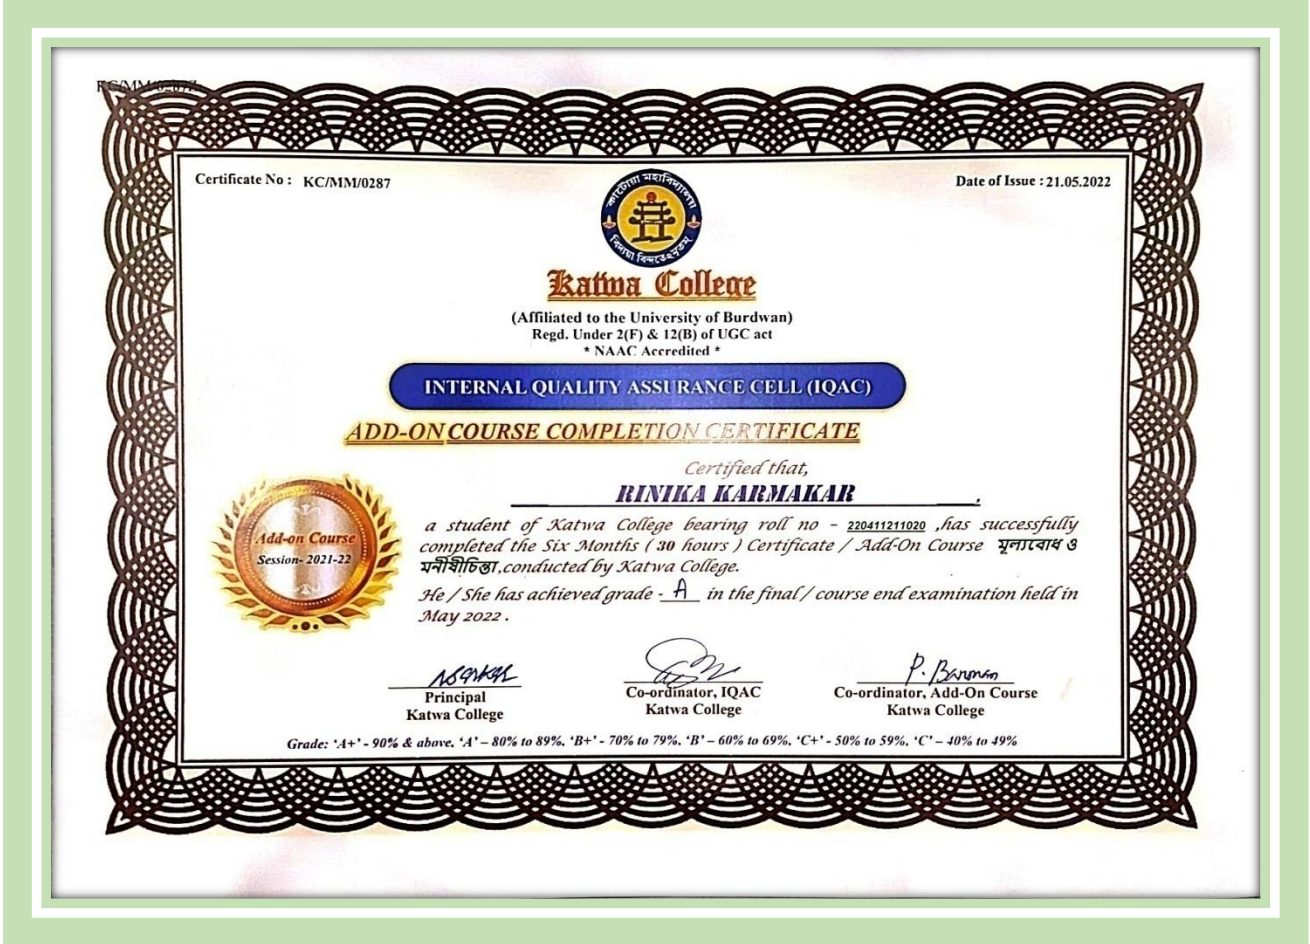 Certificate No : KC/MM/0287
Date of Issue : 21.05.2022
কাটোয়া মহাবিদ্যালয়
Katwa College
(Affiliated to the University of Burdwan)
Regd. Under 2(F) & 12(B) of UGC act
* NAAC Accredited *
INTERNAL QUALITY ASSURANCE CELL (IQAC)
ADD-ON COURSE COMPLETION CERTIFICATE
Certified that,
RINIKA KARMAKAR
a student of Katwa College bearing roll no - 220411211020 ,has successfully
completed the Six Months ( 30 hours ) Certificate / Add-On Course মূল্যবোধ ও
মনীষীচিন্তা,conducted by Katwa College.
He / She has achieved grade - A in the final / course end examination held in
May 2022 .
Add-on Course
Session- 2021-22
Principal
Katwa College
Co-ordinator, IQAC
Katwa College
P. Barman
Co-ordinator, Add-On Course
Katwa College
Grade: ‘A+’ - 90% & above, ‘A’ – 80% to 89%, ‘B+’ - 70% to 79%, ‘B’ – 60% to 69%, ‘C+’ - 50% to 59%, ‘C’ – 40% to 49%